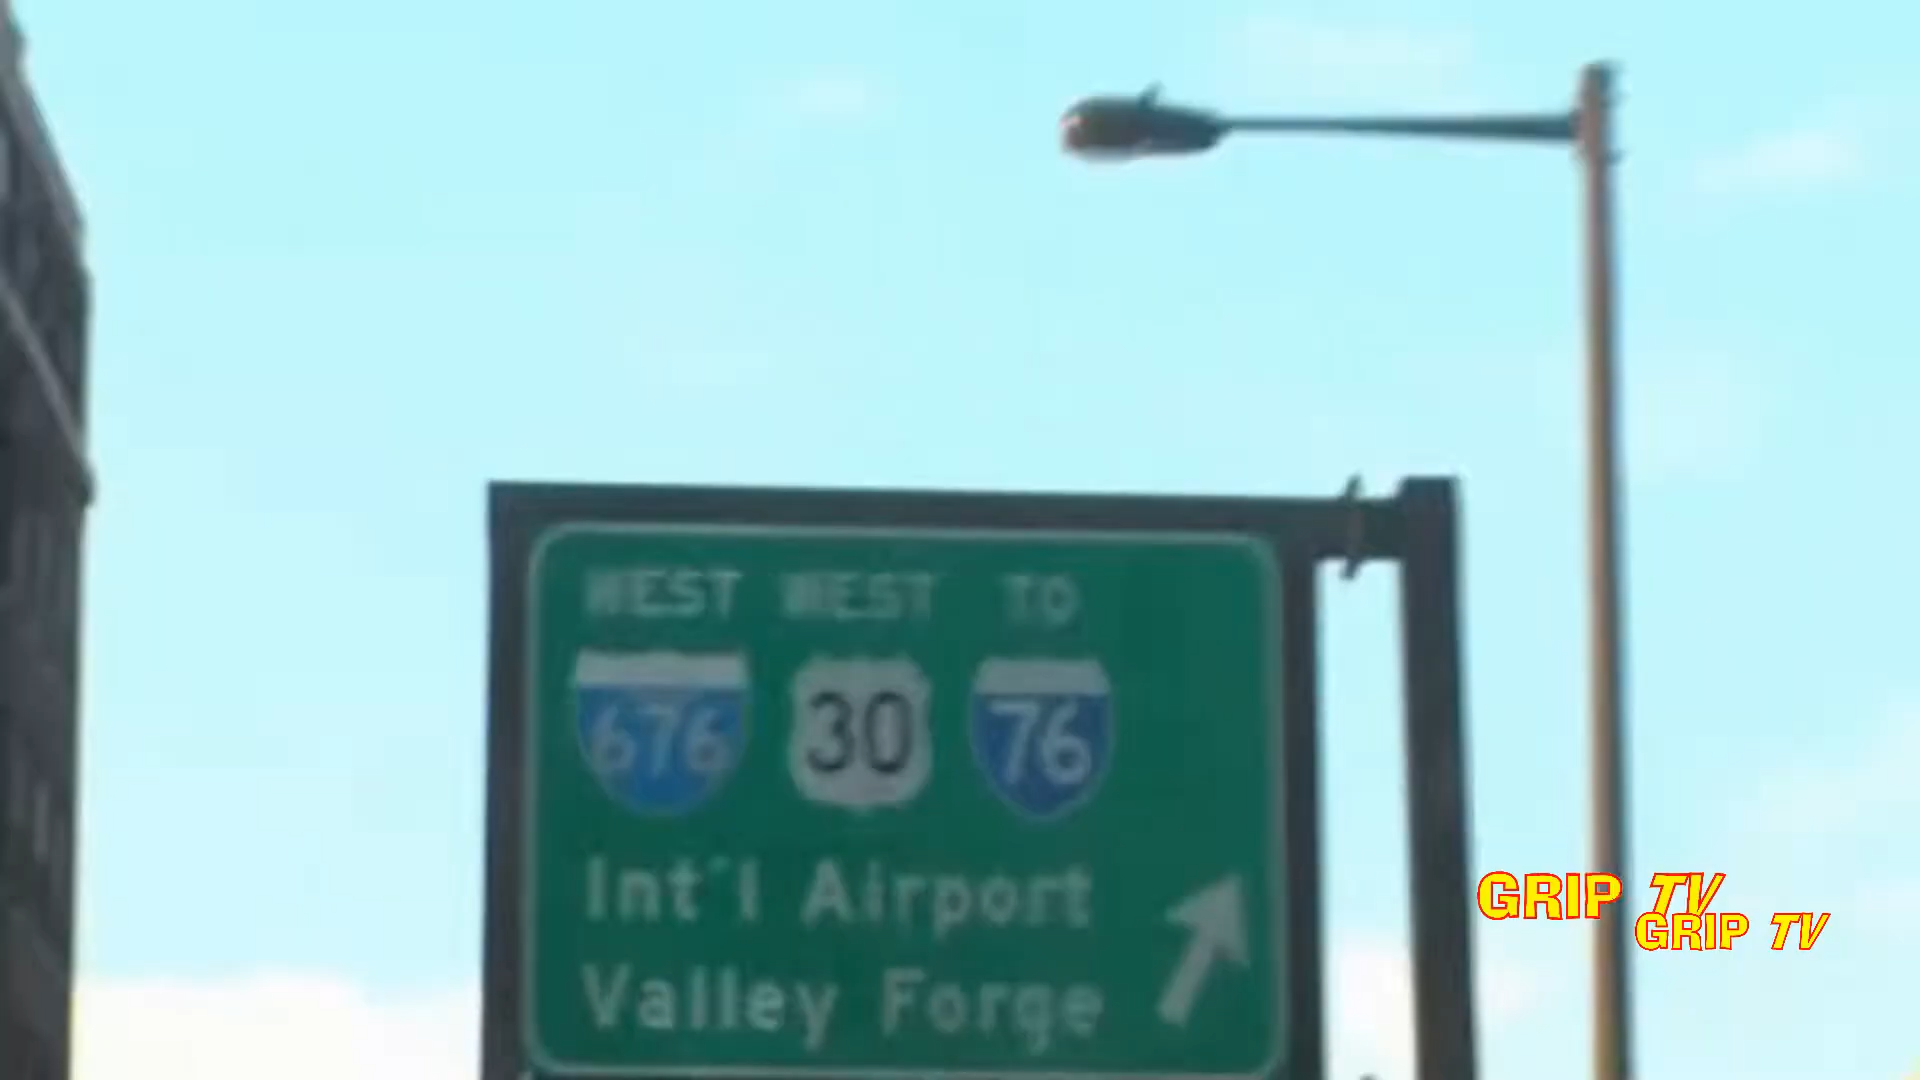 WEST WEST TO
676 30 76
Int'l Airport
Valley Forge
GRIP TV
GRIP TV